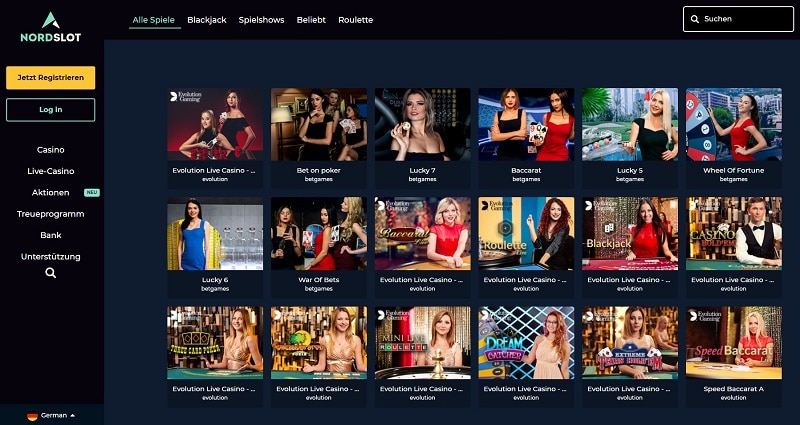 NORDSLOT
Alle Spiele
Blackjack
Spielshows
Beliebt
Roulette
Suchen
Jetzt Registrieren
Log In
Casino
Live-Casino
Aktionen NEU
Treueprogramm
Bank
Unterstützung
German
Evolution Gaming
Evolution Live Casino - ...
evolution
Bet on poker
betgames
Lucky 7
betgames
Baccarat
betgames
Lucky 5
betgames
Wheel Of Fortune
betgames
Lucky 6
betgames
War Of Bets
betgames
Evolution Gaming
Baccarat
Evolution Live Casino - ...
evolution
Evolution Gaming
Roulette
Evolution Live Casino - ...
evolution
Evolution Gaming
Blackjack
Evolution Live Casino - ...
evolution
Evolution Gaming
CASINO
HOLD'EM
Evolution Live Casino - ...
evolution
Evolution Gaming
THREE CARD POKER
Evolution Live Casino - ...
evolution
Evolution Gaming
POKER
Evolution Live Casino - ...
evolution
Evolution Gaming
MINI LIVE
ROULETTE
Evolution Live Casino - ...
evolution
Evolution Gaming
DREAM
CATCHER
Evolution Live Casino - ...
evolution
Evolution Gaming
EXTREME
TEXAS HOLD'EM
Evolution Live Casino - ...
evolution
Evolution Gaming
Speed Baccarat
Speed Baccarat A
evolution